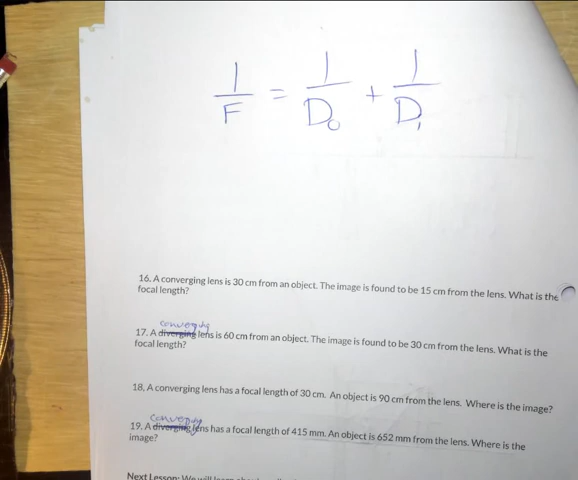 1/F = 1/D₀ + 1/D₁
16. A converging lens is 30 cm from an object. The image is found to be 15 cm from the lens. What is the
focal length?
converging
17. A diverging lens is 60 cm from an object. The image is found to be 30 cm from the lens. What is the
focal length?
18. A converging lens has a focal length of 30 cm. An object is 90 cm from the lens. Where is the image?
converging
19. A diverging lens has a focal length of 415 mm. An object is 652 mm from the lens. Where is the
image?
Next Lesson: We will learn about